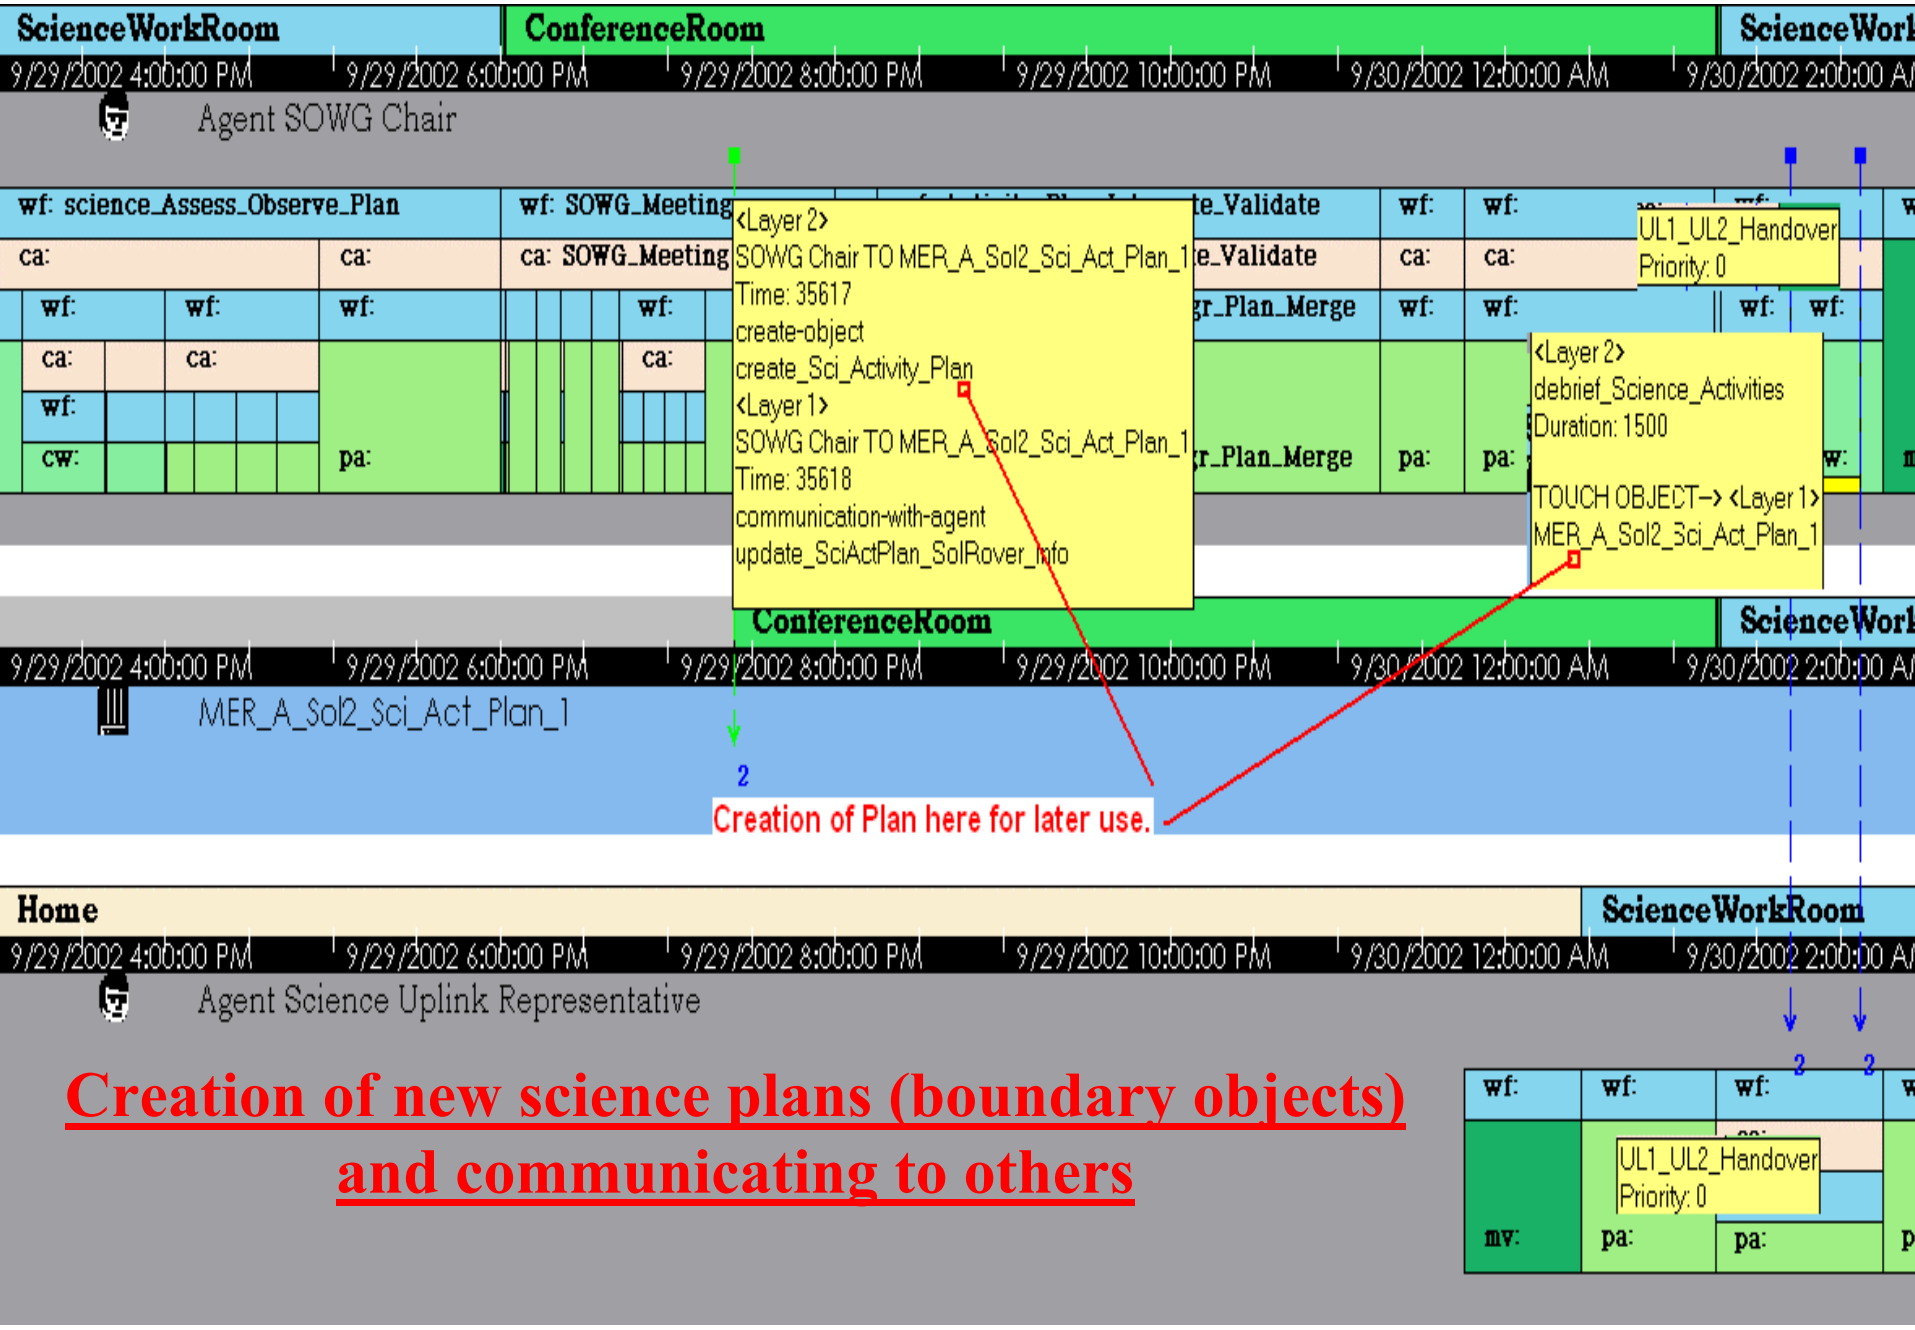 ScienceWorkRoom ConferenceRoom ScienceWork
9/29/2002 4:00:00 PM 9/29/2002 6:00:00 PM 9/29/2002 8:00:00 PM 9/29/2002 10:00:00 PM 9/30/2002 12:00:00 AM 9/30/2002 2:00:00 AM
Agent SOWG Chair
wf: science_Assess_Observe_Plan wf: SOWG_Meeting te_Validate wf: wf:
ca: ca: ca: SOWG_Meeting te_Validate ca: ca:
wf: wf: wf: wf: gr_Plan_Merge wf: wf: wf: wf:
ca: ca: ca:
wf:
cw: pa: gr_Plan_Merge pa: pa: w:
<Layer 2>
SOWG Chair TO MER_A_Sol2_Sci_Act_Plan_1
Time: 35617
create-object
create_Sci_Activity_Plan
<Layer 1>
SOWG Chair TO MER_A_Sol2_Sci_Act_Plan_1
Time: 35618
communication-with-agent
update_SciActPlan_SolRover_Info
UL1_UL2_Handover
Priority: 0
<Layer 2>
debrief_Science_Activities
Duration: 1500
TOUCH OBJECT-> <Layer 1>
MER_A_Sol2_Sci_Act_Plan_1
ConferenceRoom ScienceWork
9/29/2002 4:00:00 PM 9/29/2002 6:00:00 PM 9/29/2002 8:00:00 PM 9/29/2002 10:00:00 PM 9/30/2002 12:00:00 AM 9/30/2002 2:00:00 AM
MER_A_Sol2_Sci_Act_Plan_1
2
Creation of Plan here for later use.
Home ScienceWorkRoom
9/29/2002 4:00:00 PM 9/29/2002 6:00:00 PM 9/29/2002 8:00:00 PM 9/29/2002 10:00:00 PM 9/30/2002 12:00:00 AM 9/30/2002 2:00:00 AM
Agent Science Uplink Representative
2 2
Creation of new science plans (boundary objects)
and communicating to others
wf: wf: wf:
UL1_UL2_Handover
Priority: 0
mv: pa: pa: